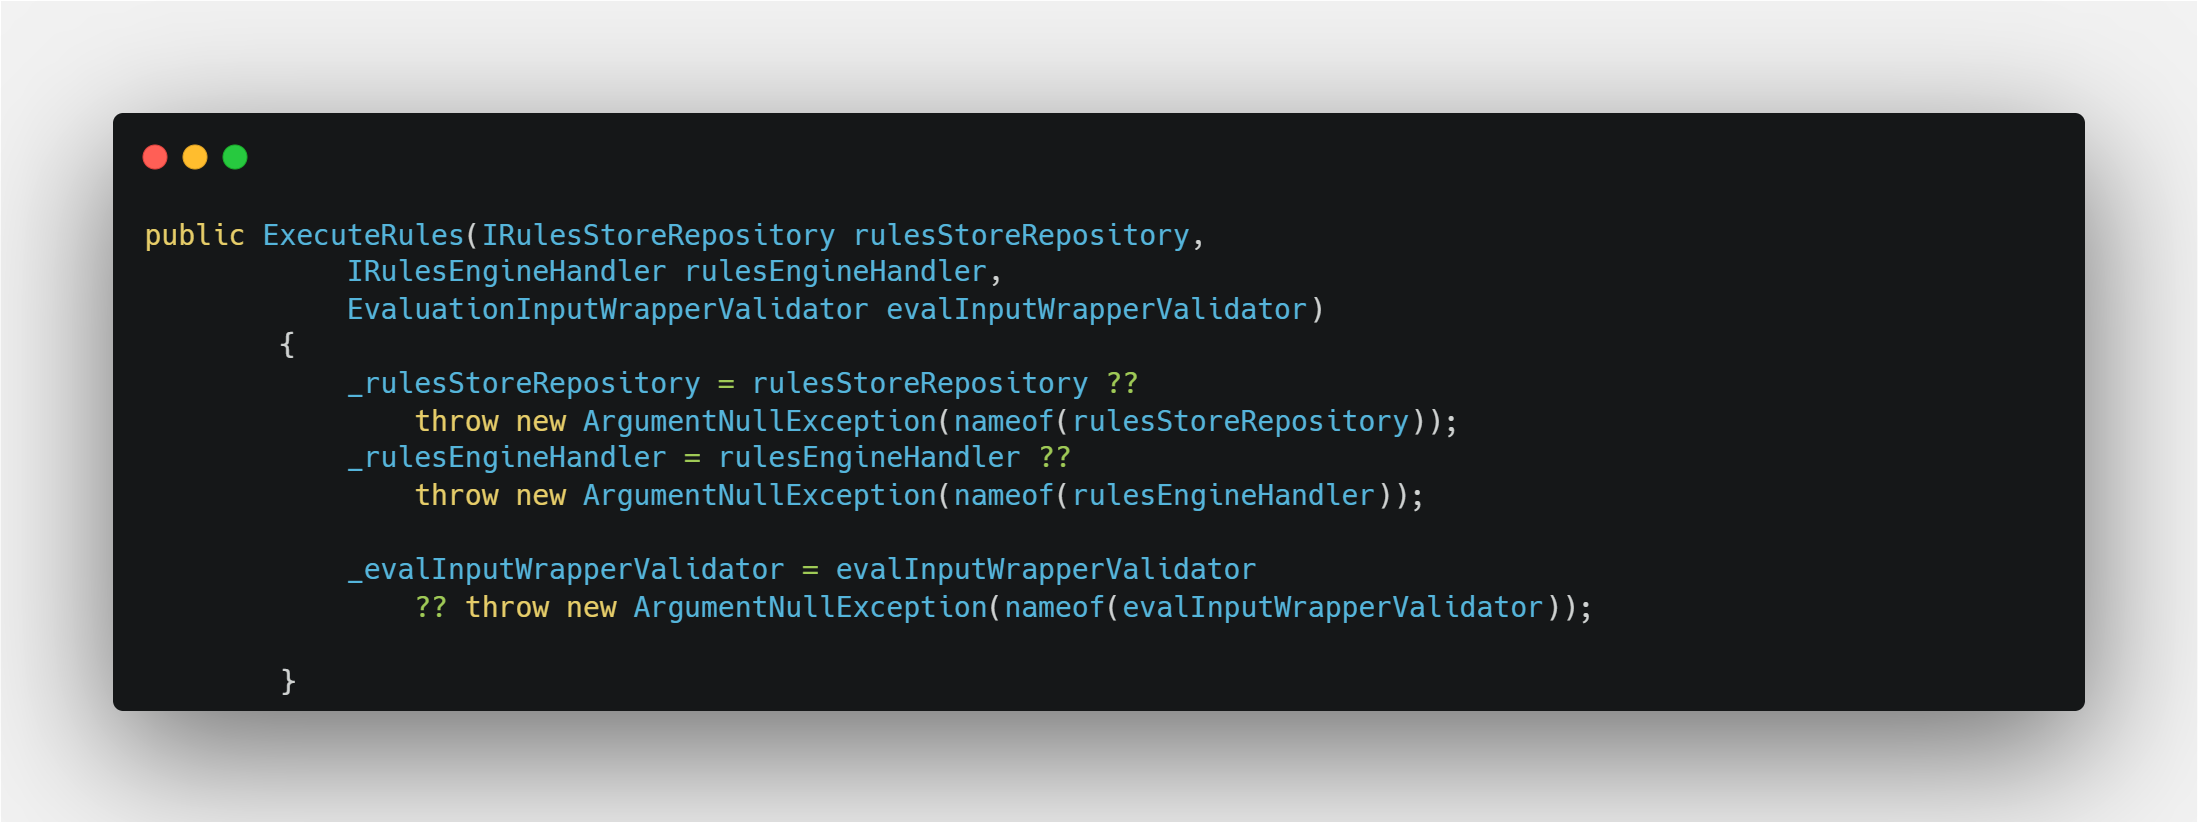 public ExecuteRules(IRulesStoreRepository rulesStoreRepository,
            IRulesEngineHandler rulesEngineHandler,
            EvaluationInputWrapperValidator evalInputWrapperValidator)
        {
            _rulesStoreRepository = rulesStoreRepository ??
                throw new ArgumentNullException(nameof(rulesStoreRepository));
            _rulesEngineHandler = rulesEngineHandler ??
                throw new ArgumentNullException(nameof(rulesEngineHandler));

            _evalInputWrapperValidator = evalInputWrapperValidator
                ?? throw new ArgumentNullException(nameof(evalInputWrapperValidator));

        }